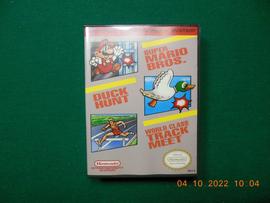 SUPER
MARIO
BROS.
DUCK
HUNT
WORLD CLASS
TRACK
MEET
Nintendo
04.10.2022 10:04